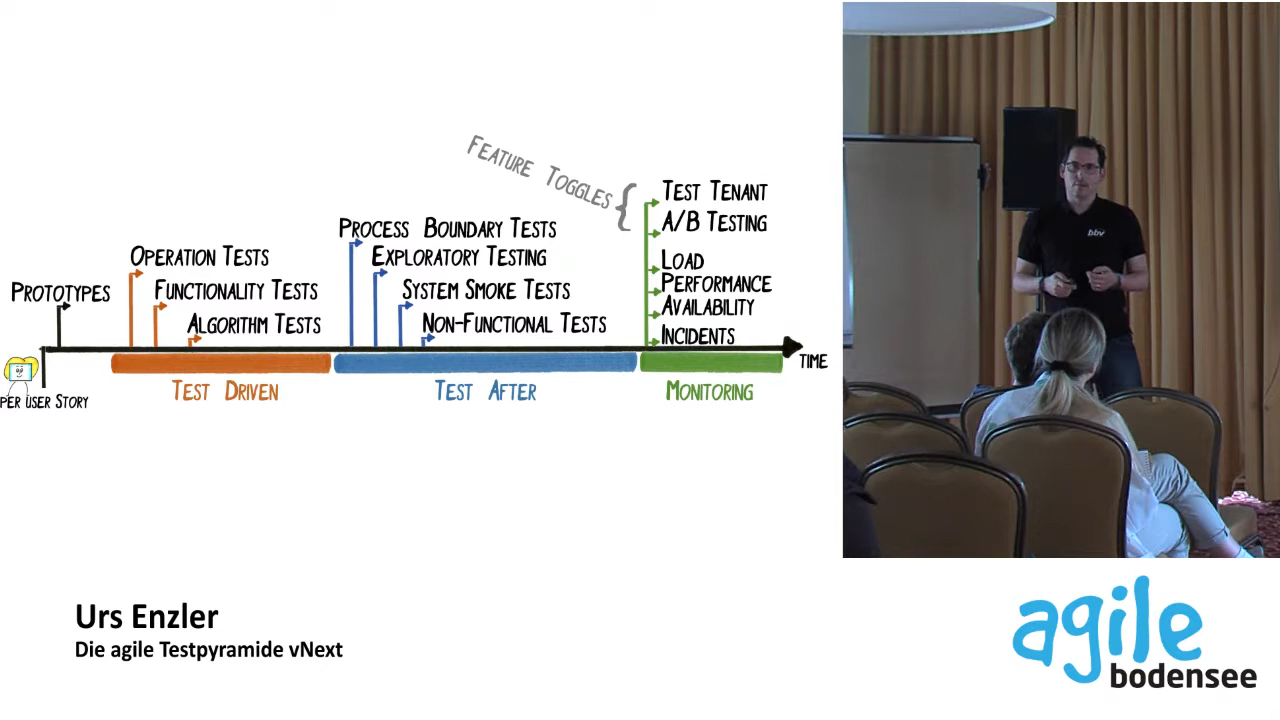 FEATURE TOGGLES
TEST TENANT
A/B TESTING
LOAD
PERFORMANCE
AVAILABILITY
INCIDENTS
PROCESS BOUNDARY TESTS
EXPLORATORY TESTING
SYSTEM SMOKE TESTS
NON-FUNCTIONAL TESTS
OPERATION TESTS
FUNCTIONALITY TESTS
ALGORITHM TESTS
PROTOTYPES
TIME
PER USER STORY
TEST DRIVEN
TEST AFTER
MONITORING
bbv
Urs Enzler
Die agile Testpyramide vNext
agile
bodensee